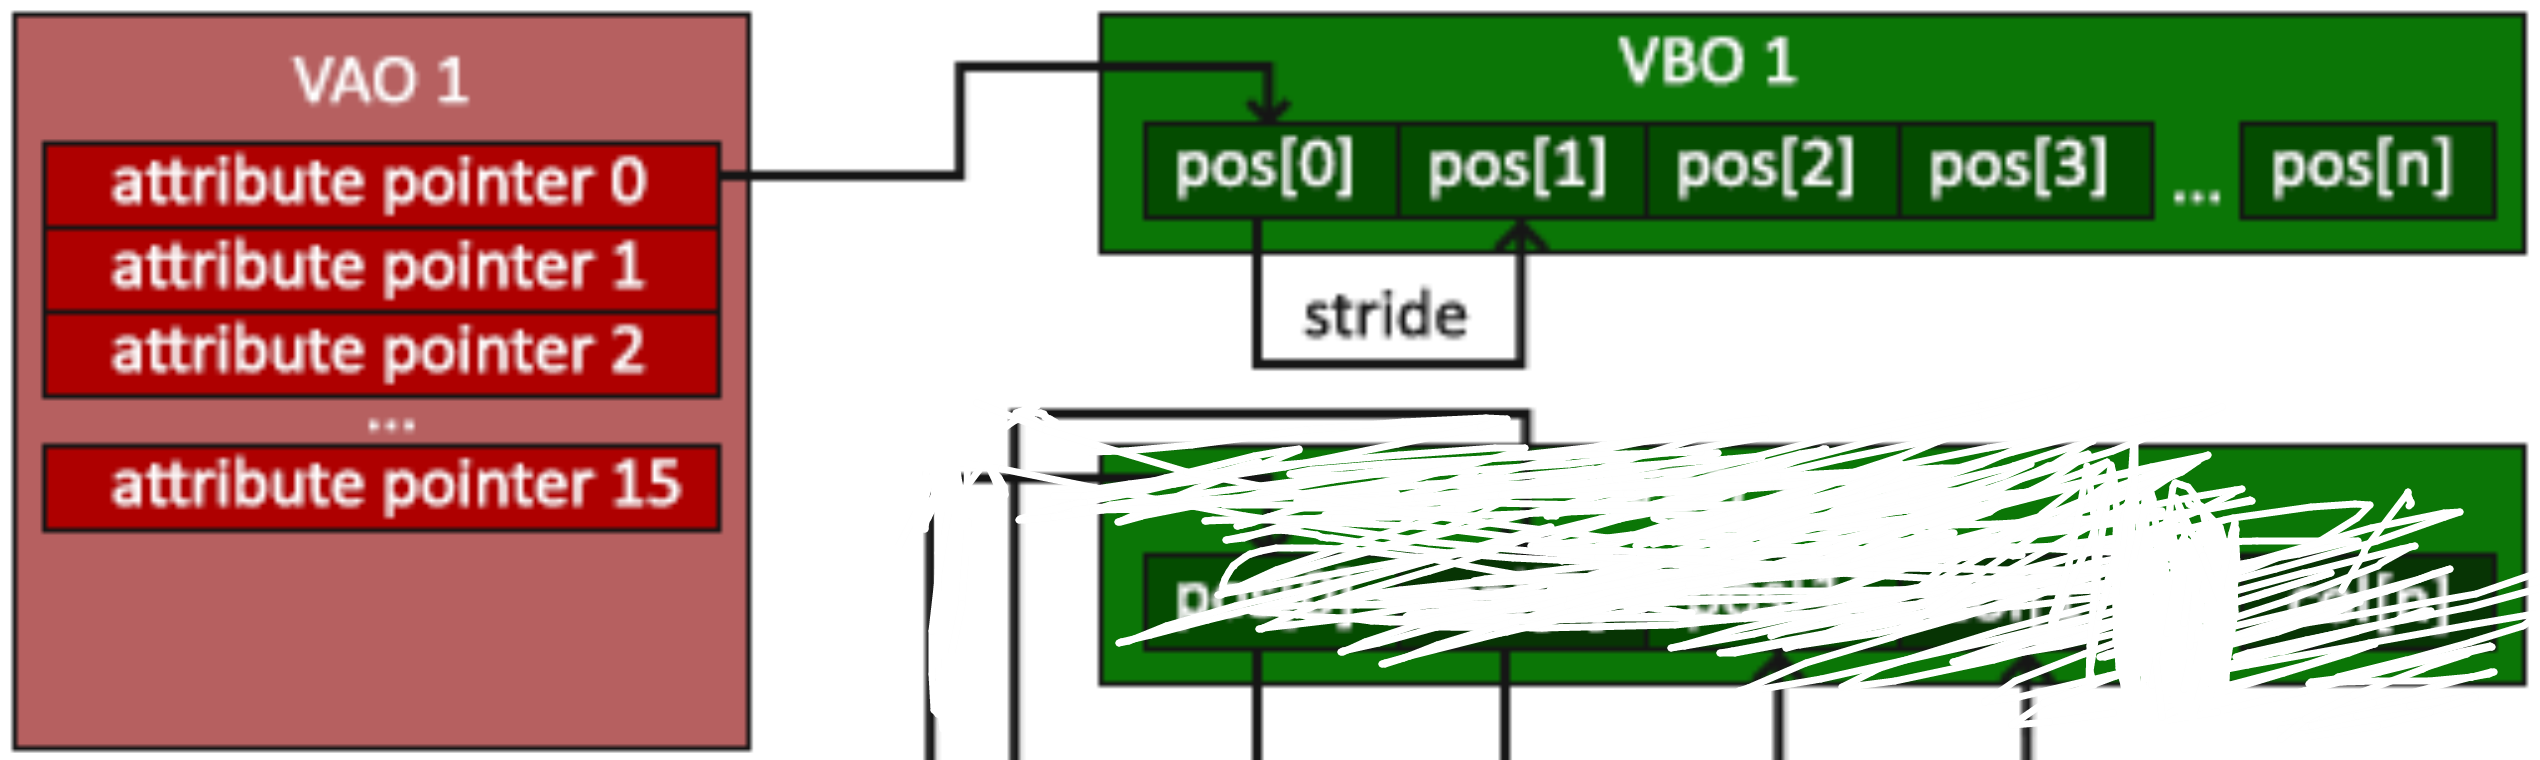 VAO 1
attribute pointer 0
attribute pointer 1
attribute pointer 2
...
attribute pointer 15
VBO 1
pos[0] pos[1] pos[2] pos[3] ... pos[n]
stride